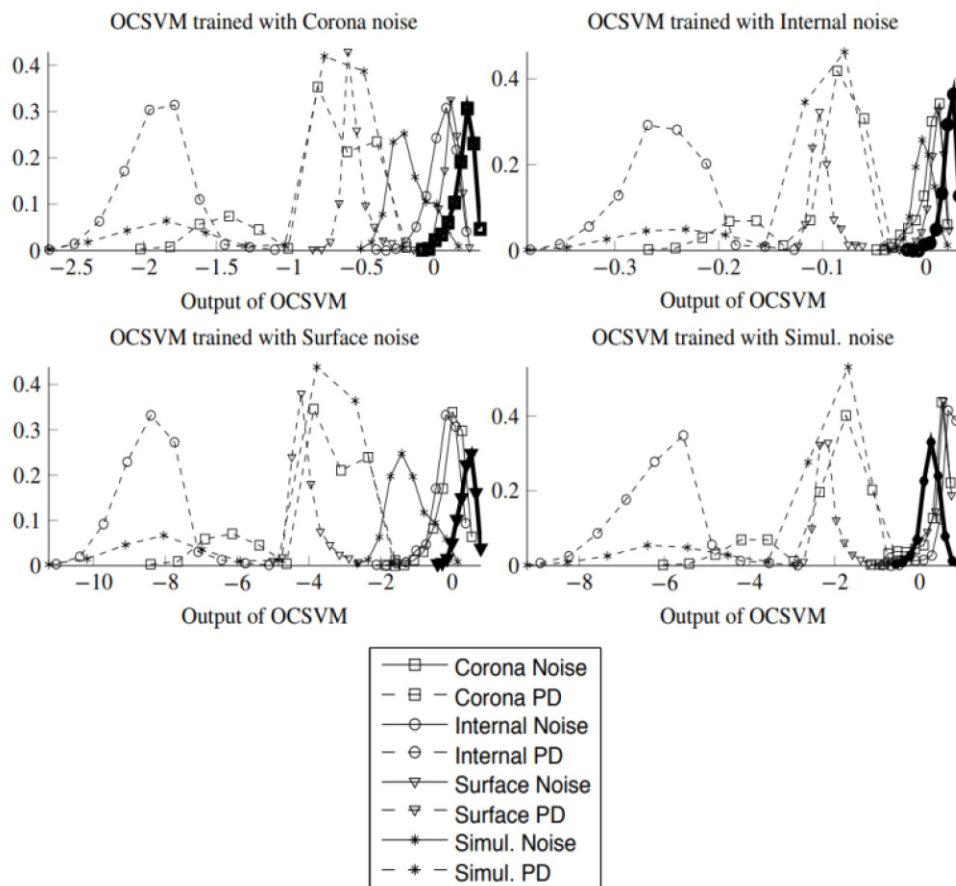 OCSVM trained with Corona noise
0.4
0.3
0.2
0.1
0
−2.5 −2 −1.5 −1 −0.5 0
Output of OCSVM
OCSVM trained with Internal noise
0.4
0.2
0
−0.3 −0.2 −0.1 0
Output of OCSVM
OCSVM trained with Surface noise
0.4
0.3
0.2
0.1
0
−10 −8 −6 −4 −2 0
Output of OCSVM
OCSVM trained with Simul. noise
0.4
0.2
0
−8 −6 −4 −2 0
Output of OCSVM
Corona Noise
Corona PD
Internal Noise
Internal PD
Surface Noise
Surface PD
Simul. Noise
Simul. PD